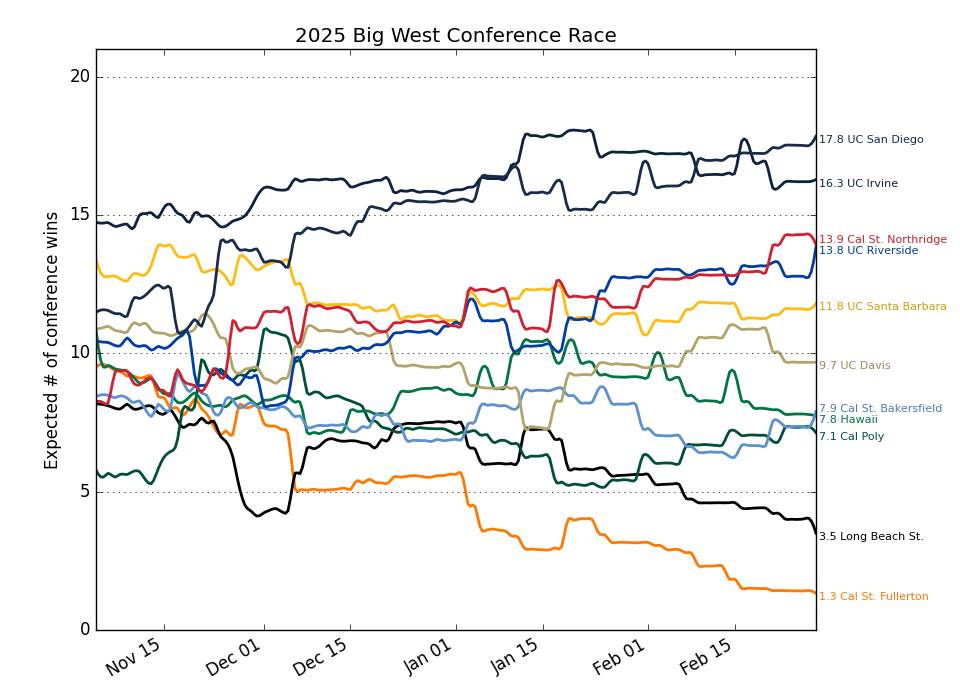 2025 Big West Conference Race
Expected # of conference wins
20
15
10
5
0
Nov 15
Dec 01
Dec 15
Jan 01
Jan 15
Feb 01
Feb 15
17.8 UC San Diego
16.3 UC Irvine
13.9 Cal St. Northridge
13.8 UC Riverside
11.8 UC Santa Barbara
9.7 UC Davis
7.9 Cal St. Bakersfield
7.8 Hawaii
7.1 Cal Poly
3.5 Long Beach St.
1.3 Cal St. Fullerton